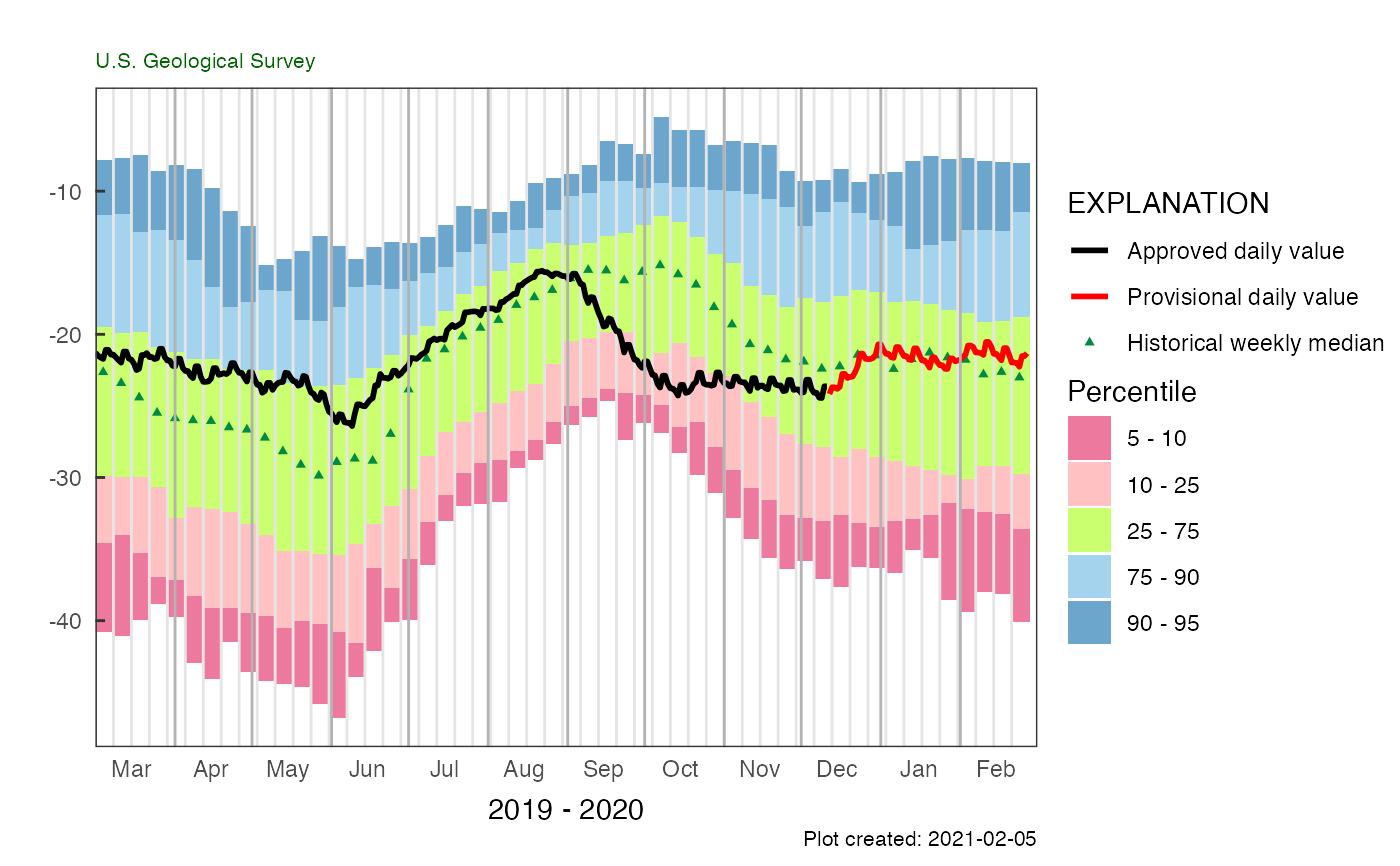 U.S. Geological Survey
-10
-20
-30
-40
Mar Apr May Jun Jul Aug Sep Oct Nov Dec Jan Feb
2019 - 2020
Plot created: 2021-02-05
EXPLANATION
Approved daily value
Provisional daily value
Historical weekly median
Percentile
5 - 10
10 - 25
25 - 75
75 - 90
90 - 95